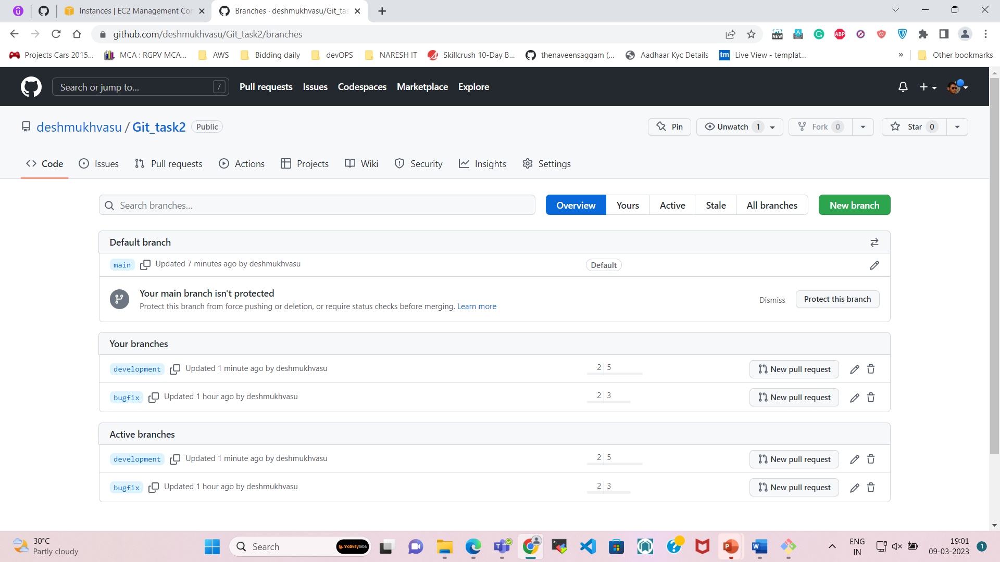 Instances | EC2 Management Con
Branches · deshmukhvasu/Git_tas
github.com/deshmukhvasu/Git_task2/branches
NEW
A
G
ABP
Projects Cars 2015...
MCA : RGPV MCA...
AWS
Bidding daily
devOPS
NARESH IT
Skillcrush 10-Day B...
thenaveensaggam (...
Aadhaar Kyc Details
tm Live View - templat...
»
Other bookmarks
Search or jump to... /
Pull requests
Issues
Codespaces
Marketplace
Explore
deshmukhvasu / Git_task2 Public
Pin
Unwatch 1
Fork 0
Star 0
Code
Issues
Pull requests
Actions
Projects
Wiki
Security
Insights
Settings
Search branches...
Overview
Yours
Active
Stale
All branches
New branch
Default branch
main Updated 7 minutes ago by deshmukhvasu Default
Your main branch isn't protected
Protect this branch from force pushing or deletion, or require status checks before merging. Learn more
Dismiss
Protect this branch
Your branches
development Updated 1 minute ago by deshmukhvasu 2 5 New pull request
bugfix Updated 1 hour ago by deshmukhvasu 2 3 New pull request
Active branches
development Updated 1 minute ago by deshmukhvasu 2 5 New pull request
bugfix Updated 1 hour ago by deshmukhvasu 2 3 New pull request
30°C
Partly cloudy
Search
motivitylabs
ENG
IN
19:01
09-03-2023
1